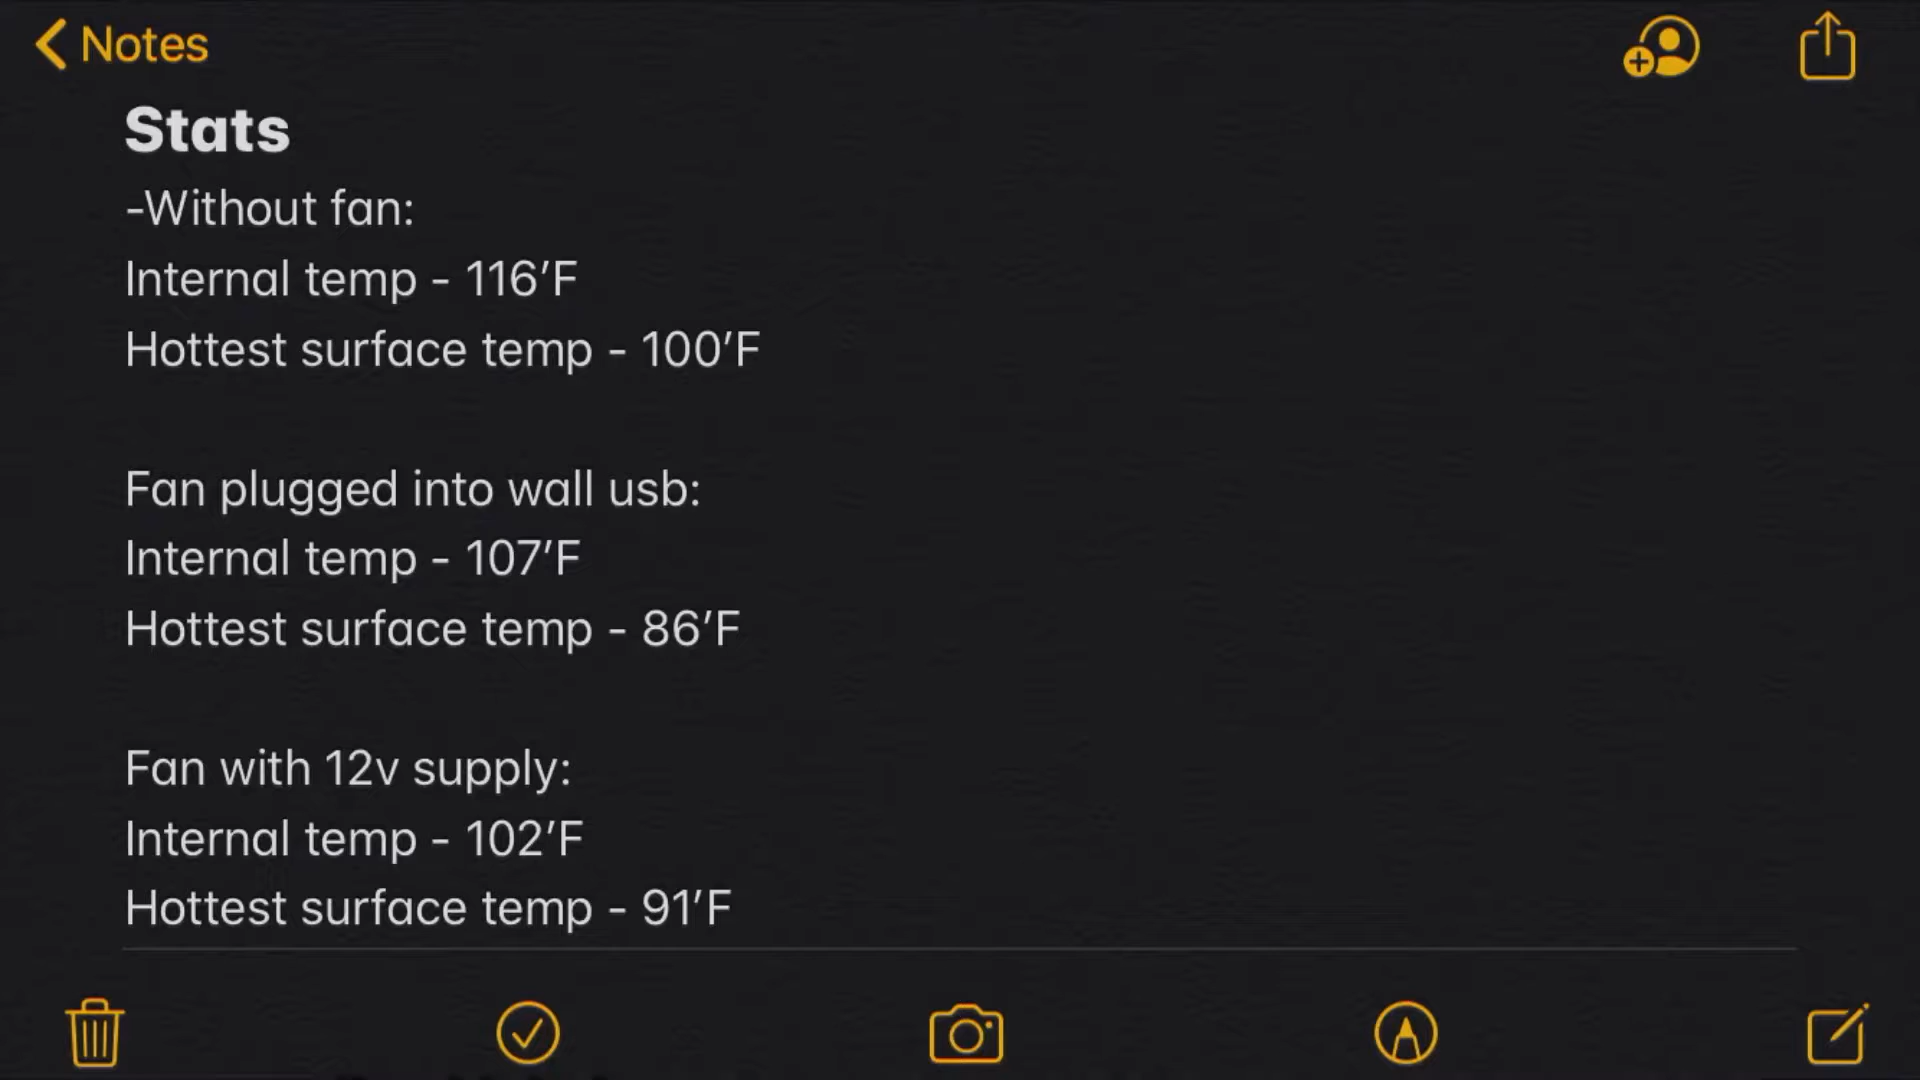 Notes
Stats
-Without fan:
Internal temp - 116’F
Hottest surface temp - 100’F
Fan plugged into wall usb:
Internal temp - 107’F
Hottest surface temp - 86’F
Fan with 12v supply:
Internal temp - 102’F
Hottest surface temp - 91’F